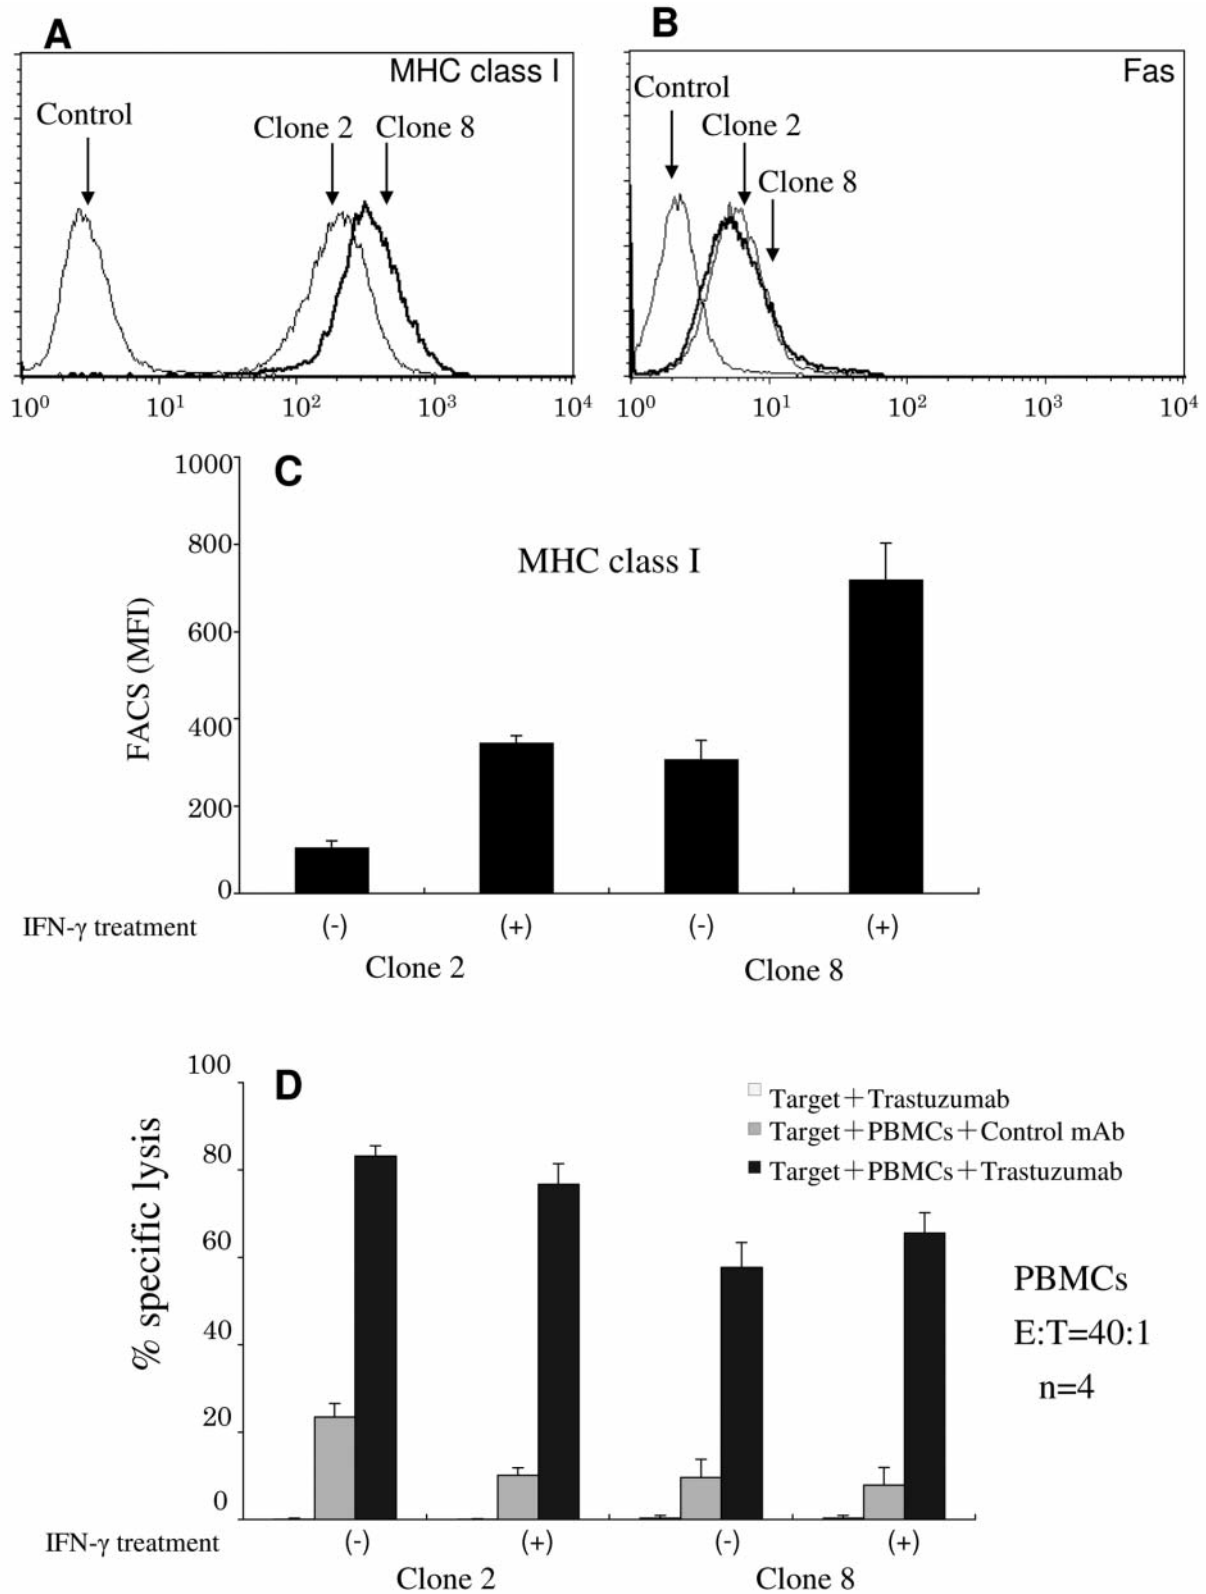 A
B
MHC class I
Fas
Control
Clone 2
Clone 8
Control
Clone 2
Clone 8
10⁰ 10¹ 10² 10³ 10⁴
10⁰ 10¹ 10² 10³ 10⁴
C
MHC class I
FACS (MFI)
1000
800
600
400
200
0
IFN-γ treatment (-) (+) (-) (+)
Clone 2 Clone 8
D
Target+Trastuzumab
Target+PBMCs+Control mAb
Target+PBMCs+Trastuzumab
% specific lysis
100
80
60
40
20
0
PBMCs
E:T=40:1
n=4
IFN-γ treatment (-) (+) (-) (+)
Clone 2 Clone 8